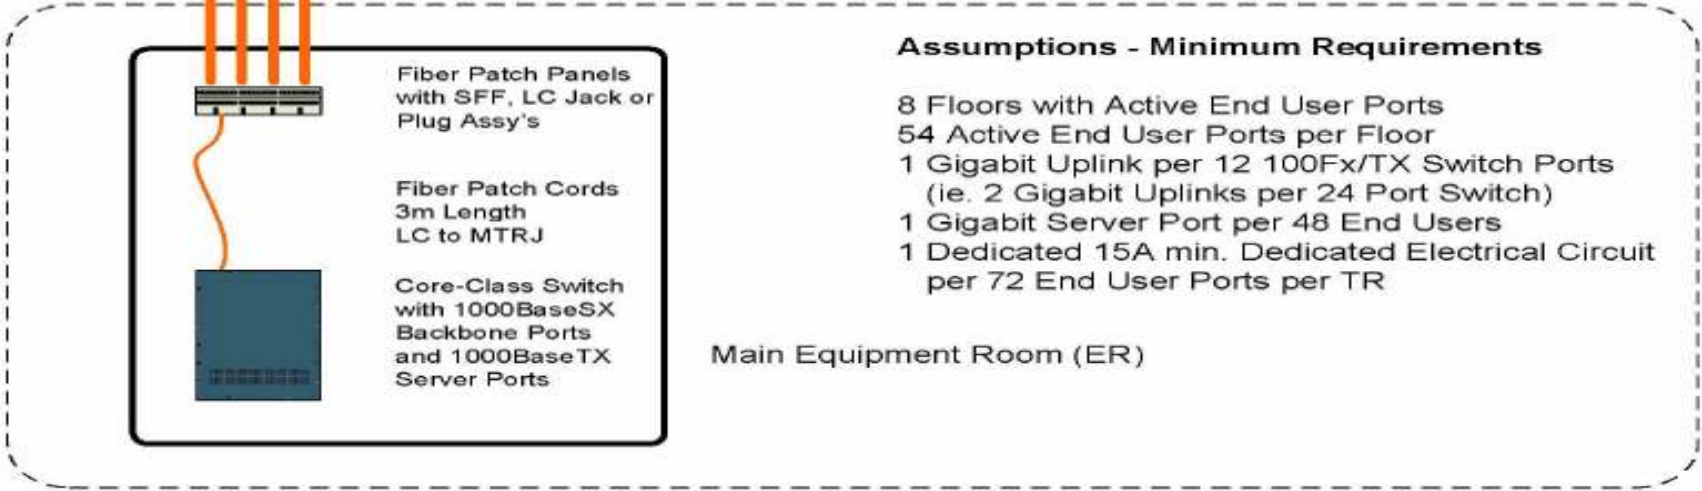 Fiber Patch Panels
with SFF, LC Jack or
Plug Assy's
Fiber Patch Cords
3m Length
LC to MTRJ
Core-Class Switch
with 1000BaseSX
Backbone Ports
and 1000BaseTX
Server Ports
Assumptions - Minimum Requirements
8 Floors with Active End User Ports
54 Active End User Ports per Floor
1 Gigabit Uplink per 12 100Fx/TX Switch Ports
(ie. 2 Gigabit Uplinks per 24 Port Switch)
1 Gigabit Server Port per 48 End Users
1 Dedicated 15A min. Dedicated Electrical Circuit
per 72 End User Ports per TR
Main Equipment Room (ER)